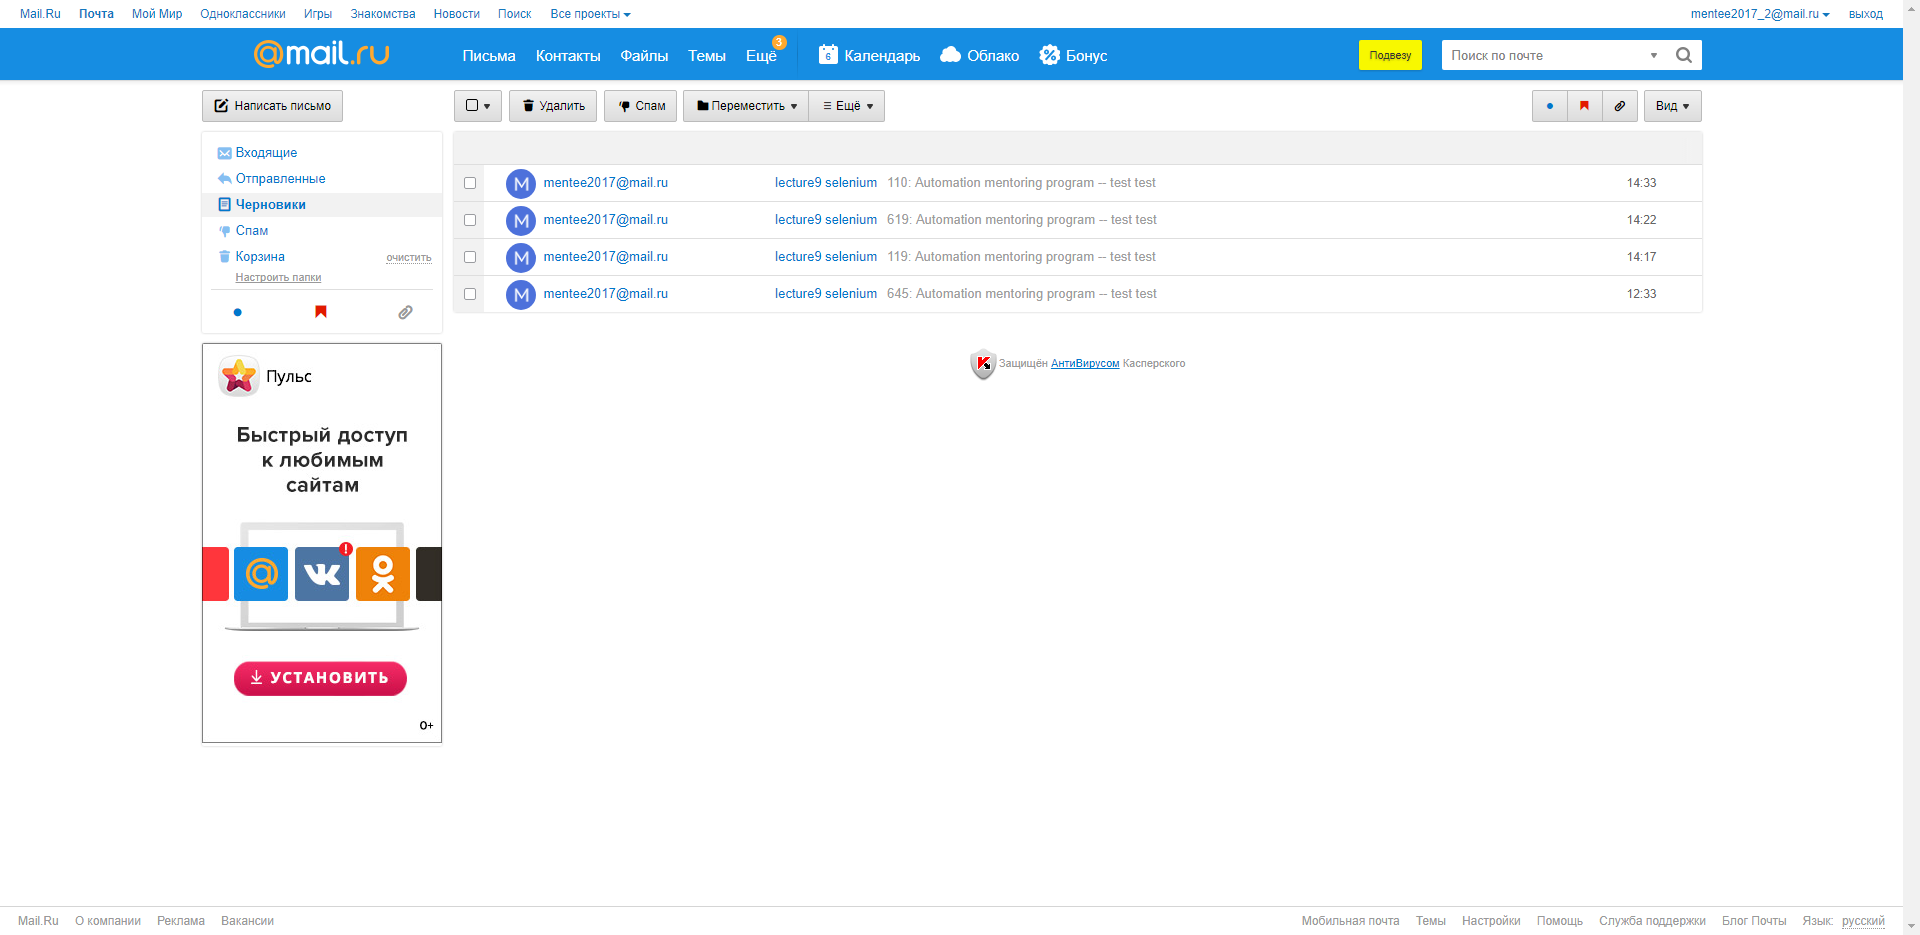 Mail.Ru Почта Мой Мир Одноклассники Игры Знакомства Новости Поиск Все проекты mentee2017_2@mail.ru выход
@mail.ru Письма Контакты Файлы Темы Ещё 3 6 Календарь Облако Бонус Подвезу Поиск по почте
Написать письмо Удалить Спам Переместить Ещё Вид
Входящие
Отправленные
Черновики
Спам
Корзина очистить
Настроить папки
M mentee2017@mail.ru lecture9 selenium 110: Automation mentoring program -- test test 14:33
M mentee2017@mail.ru lecture9 selenium 619: Automation mentoring program -- test test 14:22
M mentee2017@mail.ru lecture9 selenium 119: Automation mentoring program -- test test 14:17
M mentee2017@mail.ru lecture9 selenium 645: Automation mentoring program -- test test 12:33
Защищён АнтиВирусом Касперского
Пульс
Быстрый доступ
к любимым
сайтам
@ !
УСТАНОВИТЬ
0+
Mail.Ru О компании Реклама Вакансии Мобильная почта Темы Настройки Помощь Служба поддержки Блог Почты Язык: русский